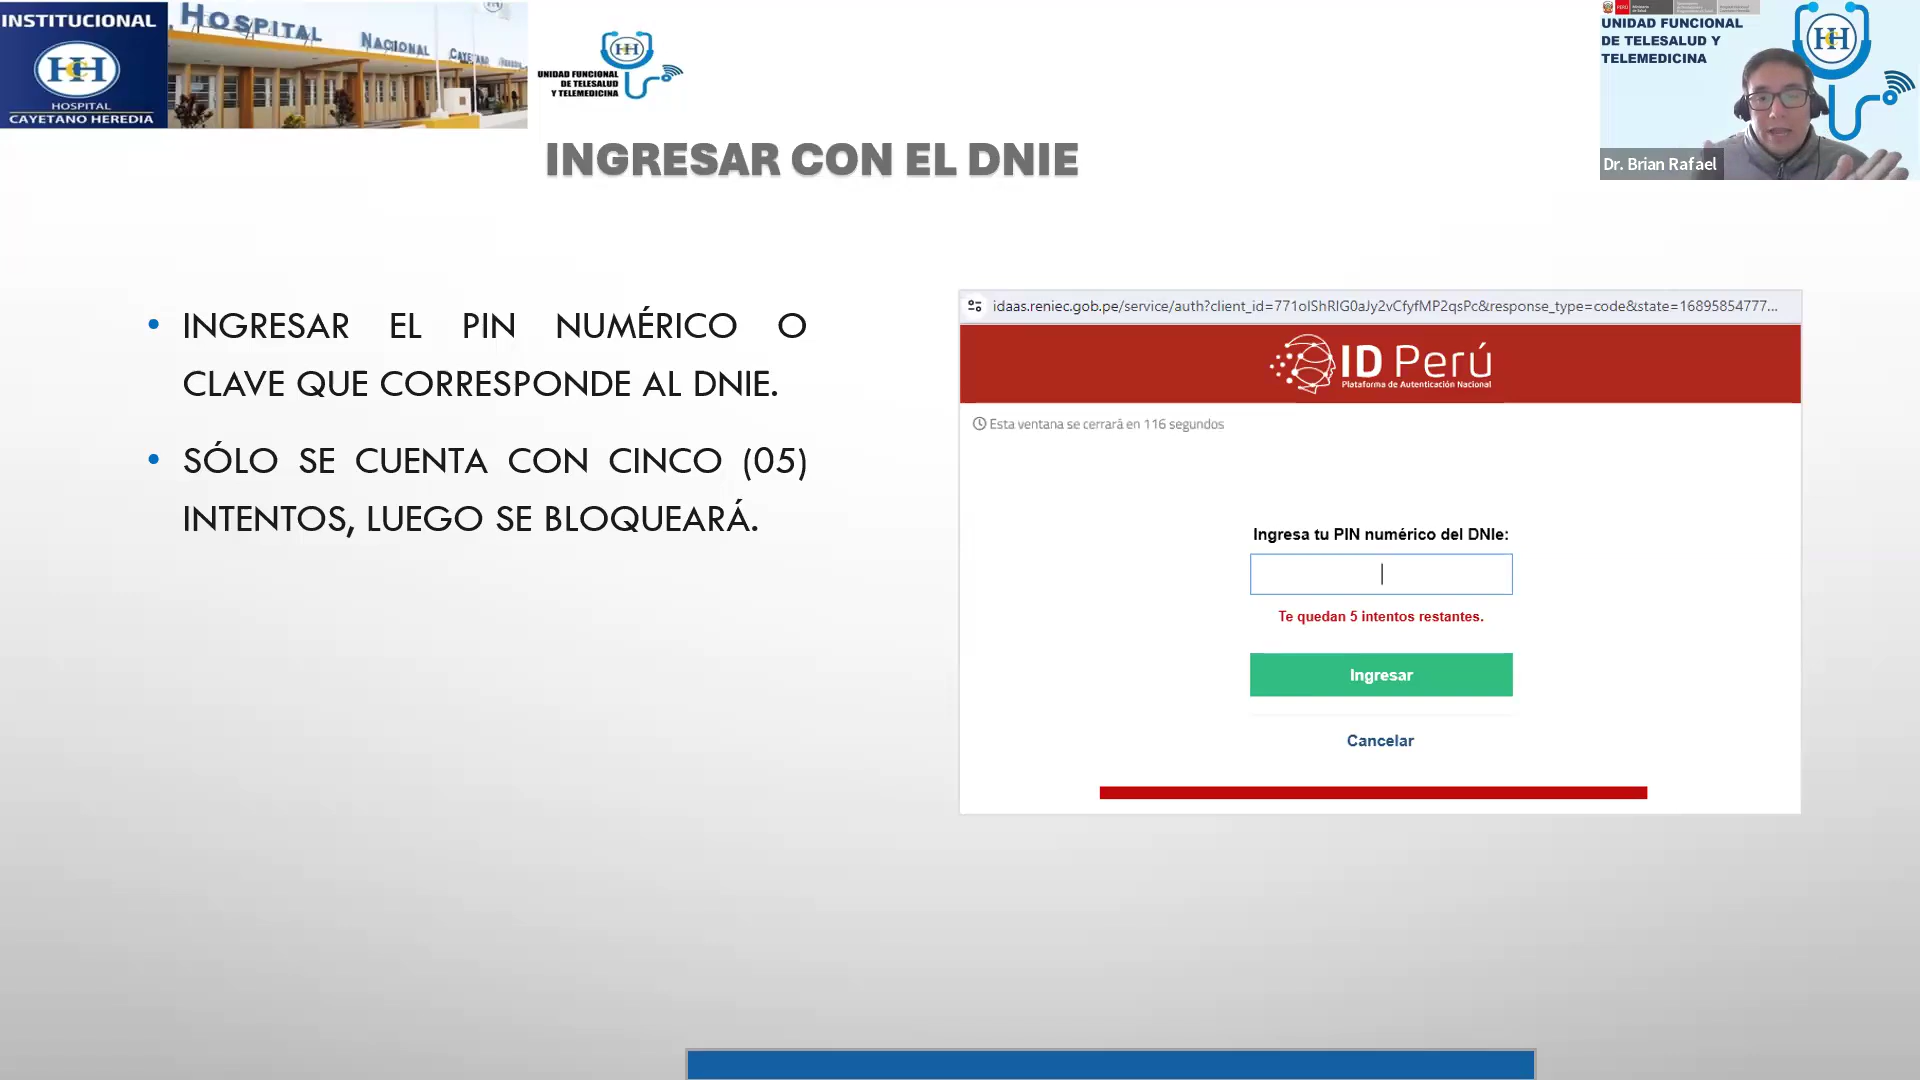 INSTITUCIONAL
HOSPITAL
CAYETANO HEREDIA
HOSPITAL NACIONAL CAYETANO HEREDIA
UNIDAD FUNCIONAL
DE TELESALUD
Y TELEMEDICINA
UNIDAD FUNCIONAL
DE TELESALUD Y
TELEMEDICINA
Dr. Brian Rafael
INGRESAR CON EL DNIE
• INGRESAR EL PIN NUMÉRICO O
CLAVE QUE CORRESPONDE AL DNIE.
• SÓLO SE CUENTA CON CINCO (05)
INTENTOS, LUEGO SE BLOQUEARÁ.
idaas.reniec.gob.pe/service/auth?client_id=771oIShRIG0aJy2vCfyfMP2qsPc&response_type=code&state=16895854777...
ID Perú
Plataforma de Autenticación Nacional
Esta ventana se cerrará en 116 segundos
Ingresa tu PIN numérico del DNIe:
Te quedan 5 intentos restantes.
Ingresar
Cancelar